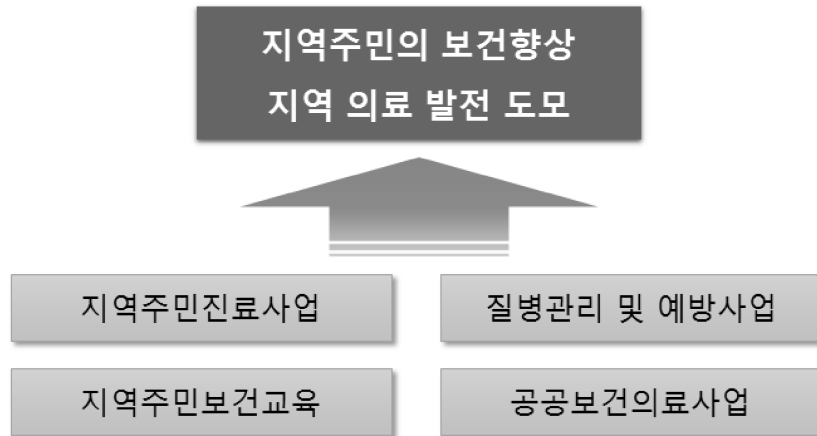 지역주민의 보건향상
지역 의료 발전 도모
지역주민진료사업
질병관리 및 예방사업
지역주민보건교육
공공보건의료사업